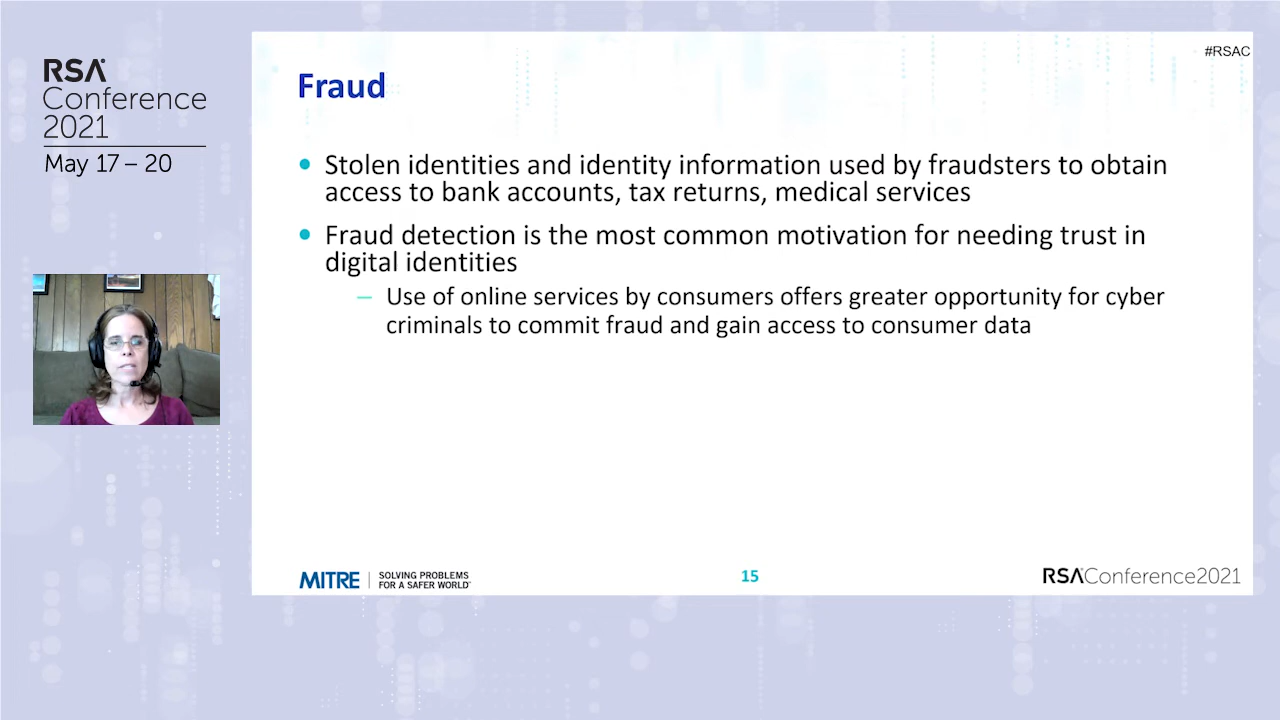 RSA
Conference
2021
May 17 – 20
#RSAC
Fraud
• Stolen identities and identity information used by fraudsters to obtain
access to bank accounts, tax returns, medical services
• Fraud detection is the most common motivation for needing trust in
digital identities
– Use of online services by consumers offers greater opportunity for cyber
criminals to commit fraud and gain access to consumer data
MITRE | SOLVING PROBLEMS
FOR A SAFER WORLD™
15
RSAConference2021